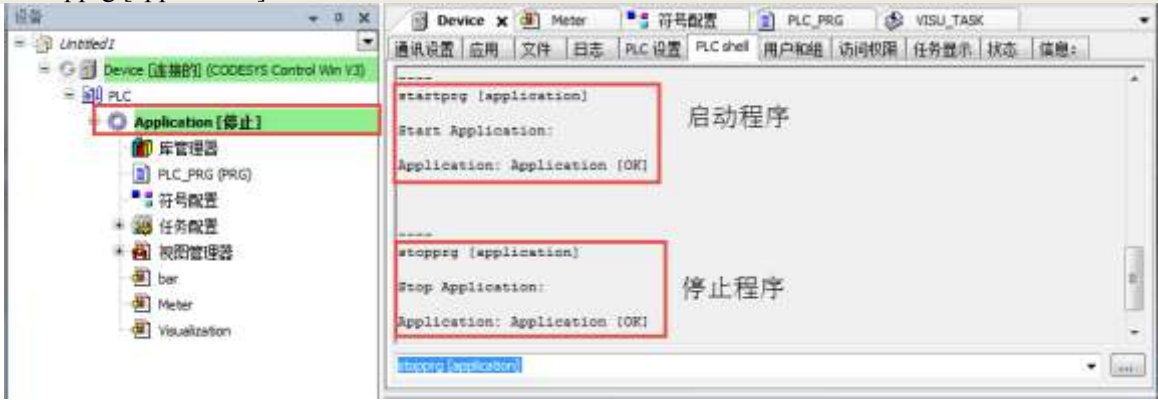 设备
Untitled1
Device [连接的] (CODESYS Control Win V3)
PLC
Application [停止]
库管理器
PLC_PRG (PRG)
符号配置
任务配置
视图管理器
bar
Meter
Visualization
Device Meter 符号配置 PLC_PRG VISU_TASK
通讯设置 应用 文件 日志 PLC 设置 PLC shell 用户和组 访问权限 任务显示 状态 信息:
----
startprg [application]
启动程序
Start Application:
Application: Application [OK]
----
stopprg [application]
停止程序
Stop Application:
Application: Application [OK]
stopprg [application]
...